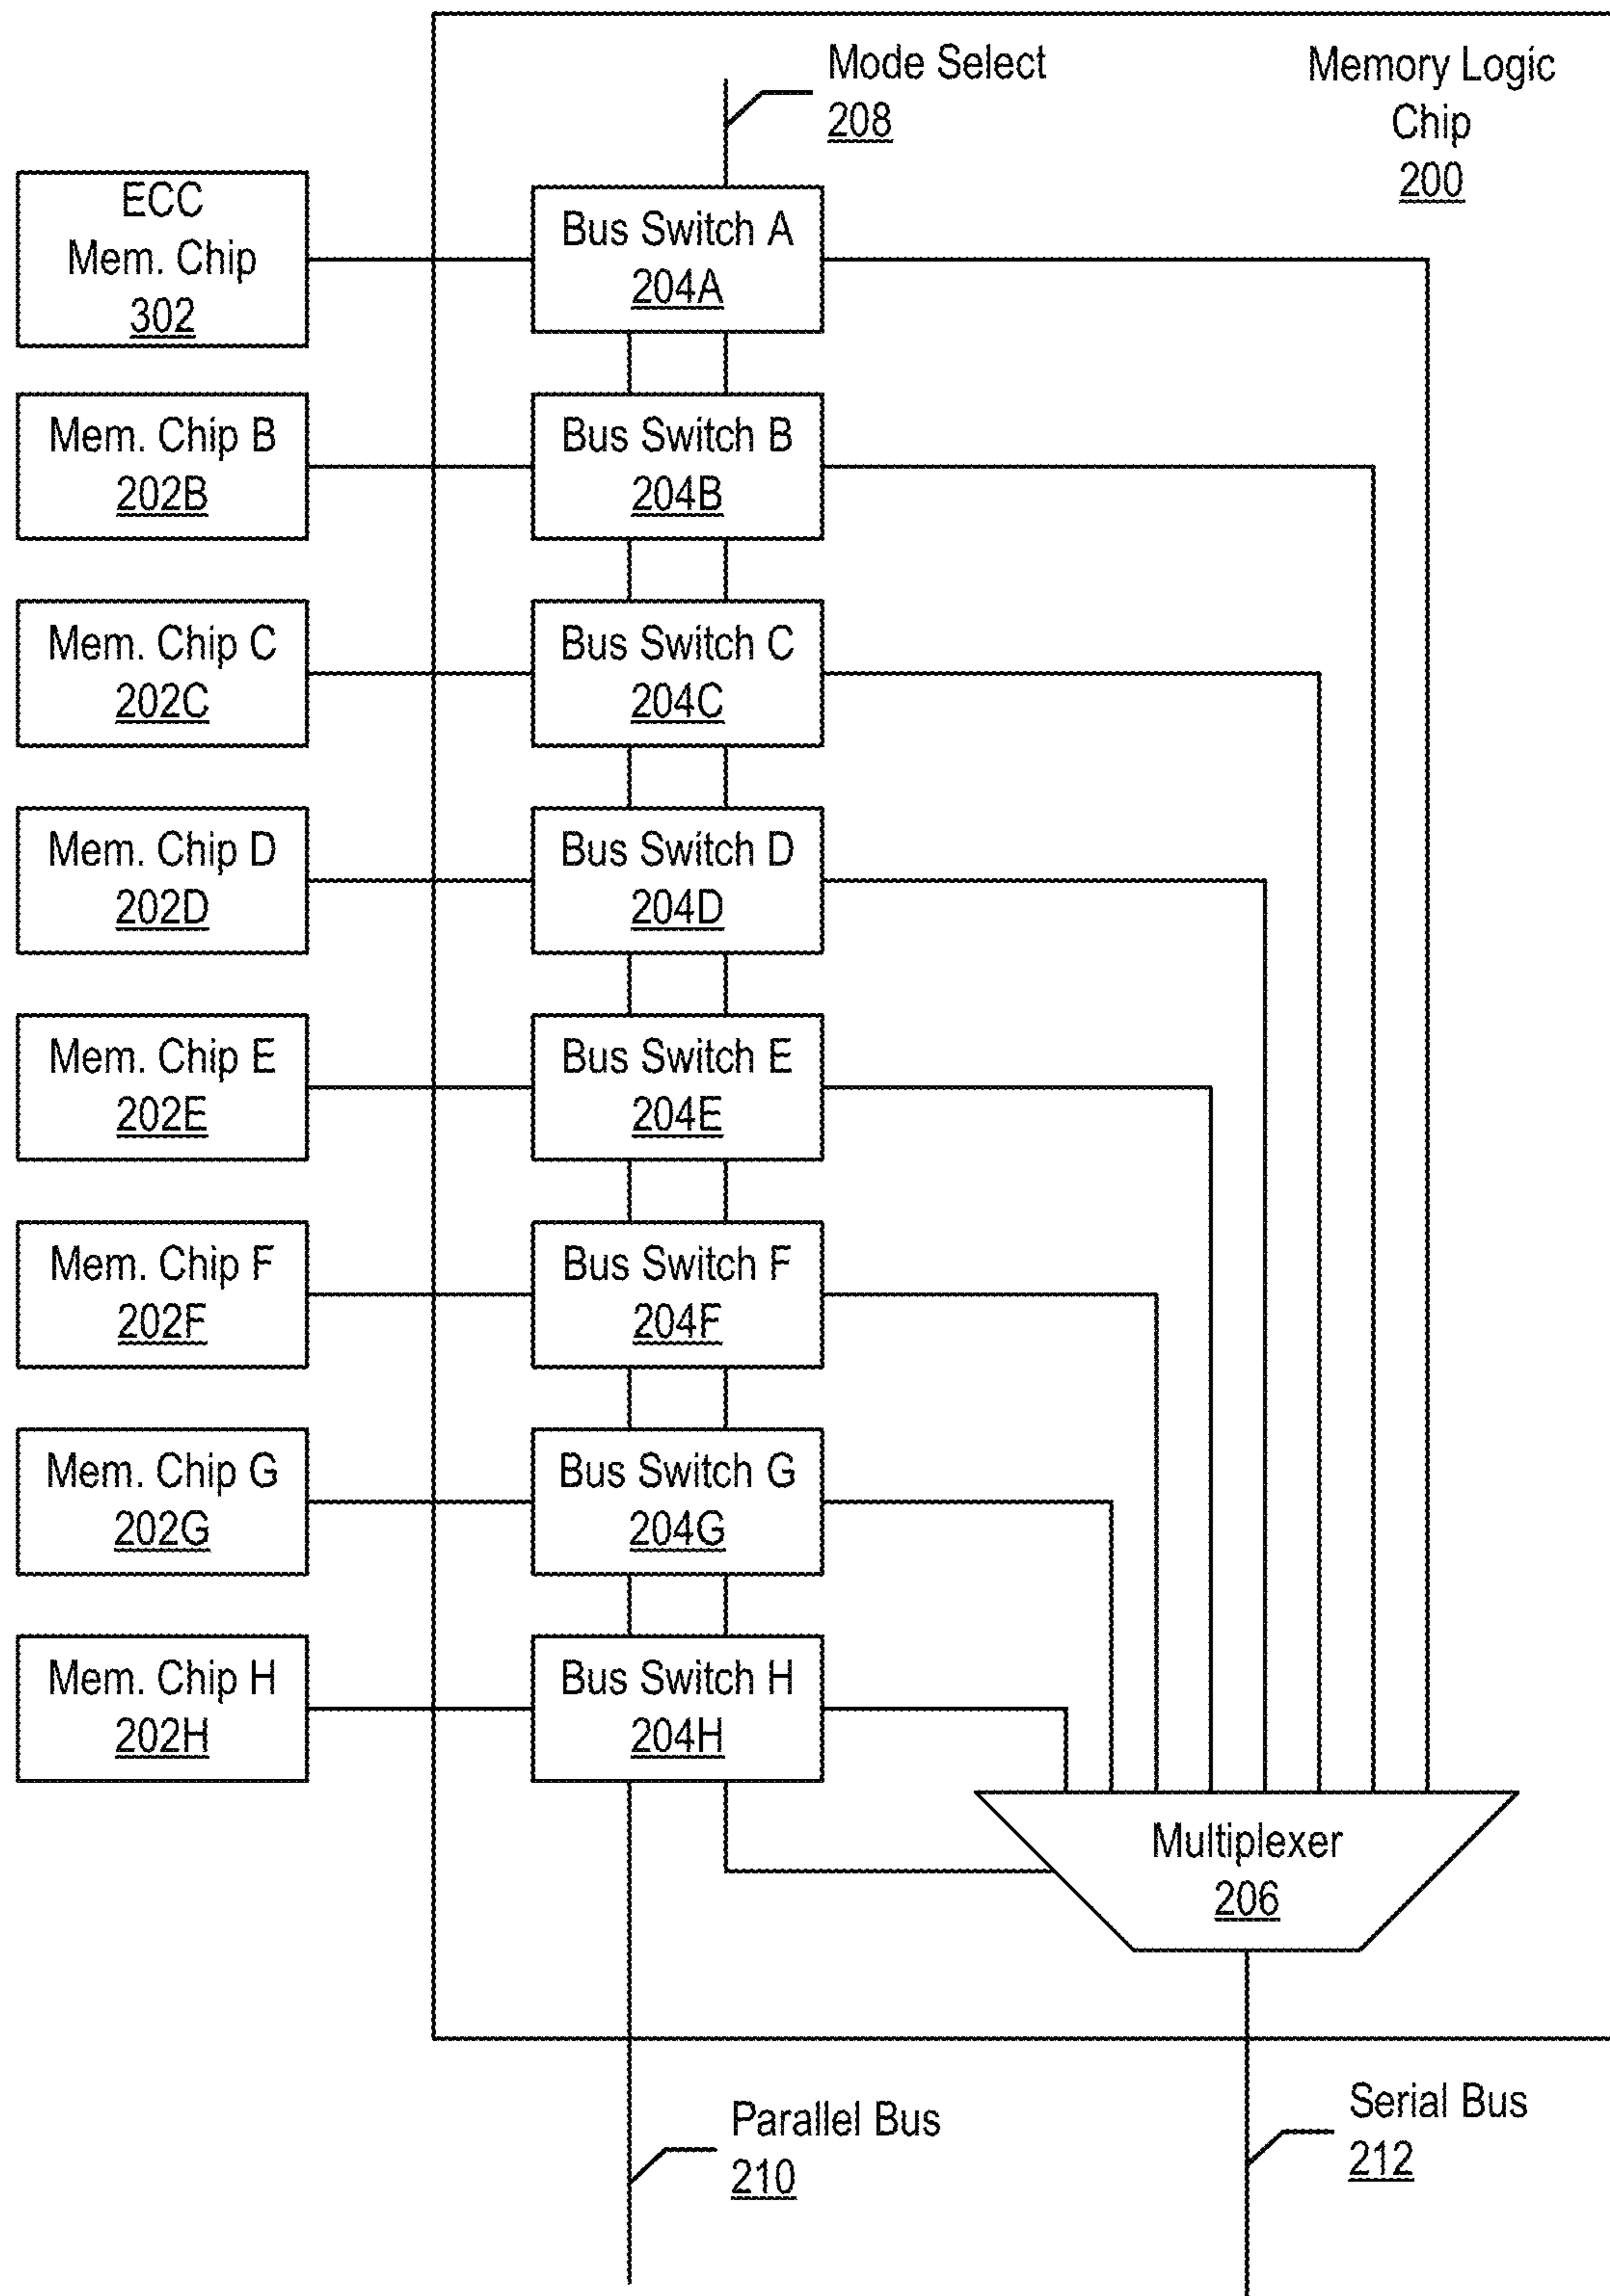 Mode Select
208
Memory Logic
Chip
200
ECC
Mem. Chip
302
Bus Switch A
204A
Mem. Chip B
202B
Bus Switch B
204B
Mem. Chip C
202C
Bus Switch C
204C
Mem. Chip D
202D
Bus Switch D
204D
Mem. Chip E
202E
Bus Switch E
204E
Mem. Chip F
202F
Bus Switch F
204F
Mem. Chip G
202G
Bus Switch G
204G
Mem. Chip H
202H
Bus Switch H
204H
Multiplexer
206
Parallel Bus
210
Serial Bus
212